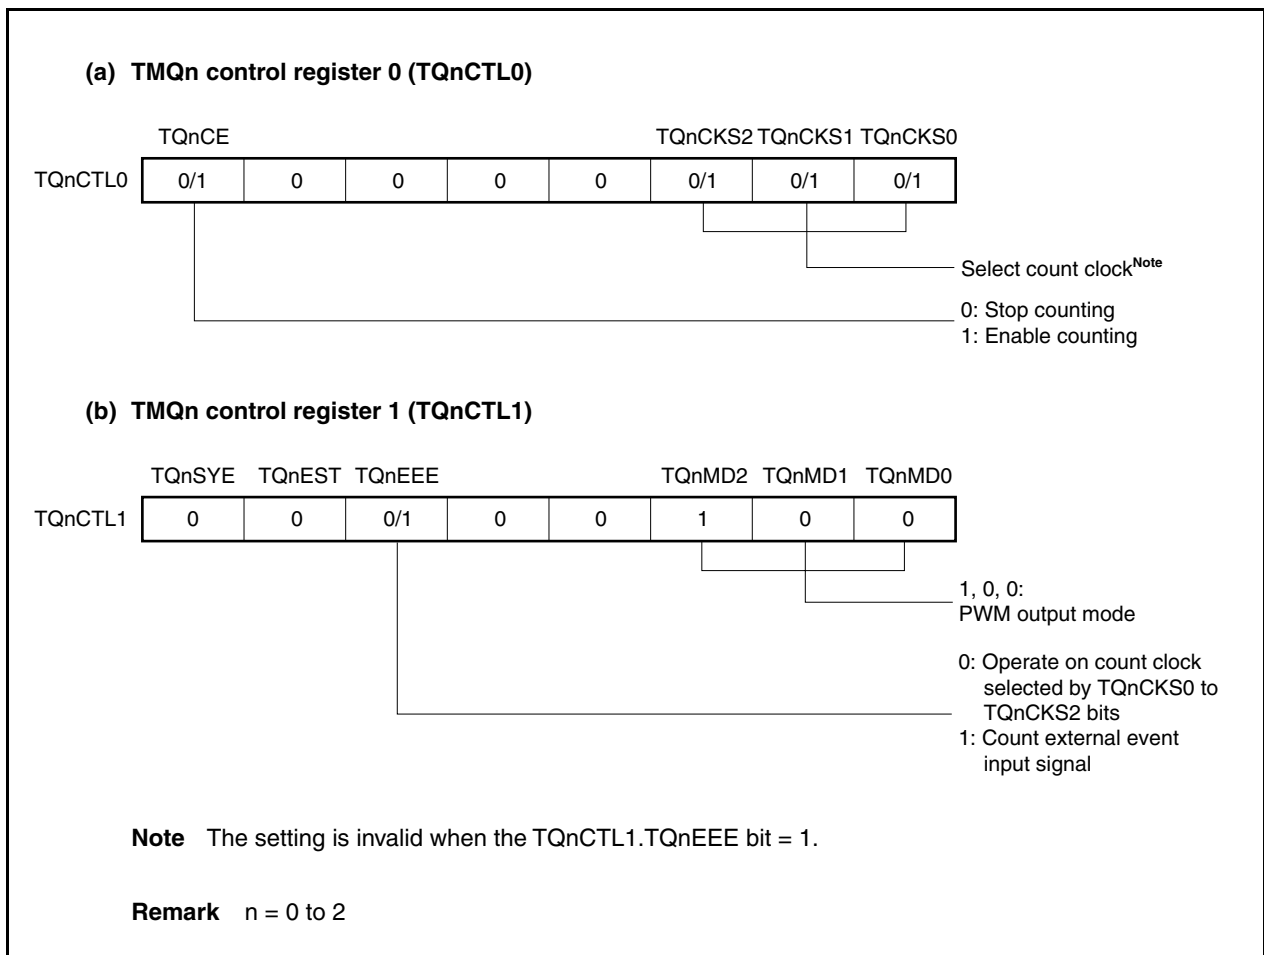 (a) TMQn control register 0 (TQnCTL0)
TQnCE TQnCKS2 TQnCKS1 TQnCKS0
TQnCTL0 0/1 0 0 0 0 0/1 0/1 0/1
Select count clockNote
0: Stop counting
1: Enable counting
(b) TMQn control register 1 (TQnCTL1)
TQnSYE TQnEST TQnEEE TQnMD2 TQnMD1 TQnMD0
TQnCTL1 0 0 0/1 0 0 1 0 0
1, 0, 0:
PWM output mode
0: Operate on count clock
selected by TQnCKS0 to
TQnCKS2 bits
1: Count external event
input signal
Note The setting is invalid when the TQnCTL1.TQnEEE bit = 1.
Remark n = 0 to 2